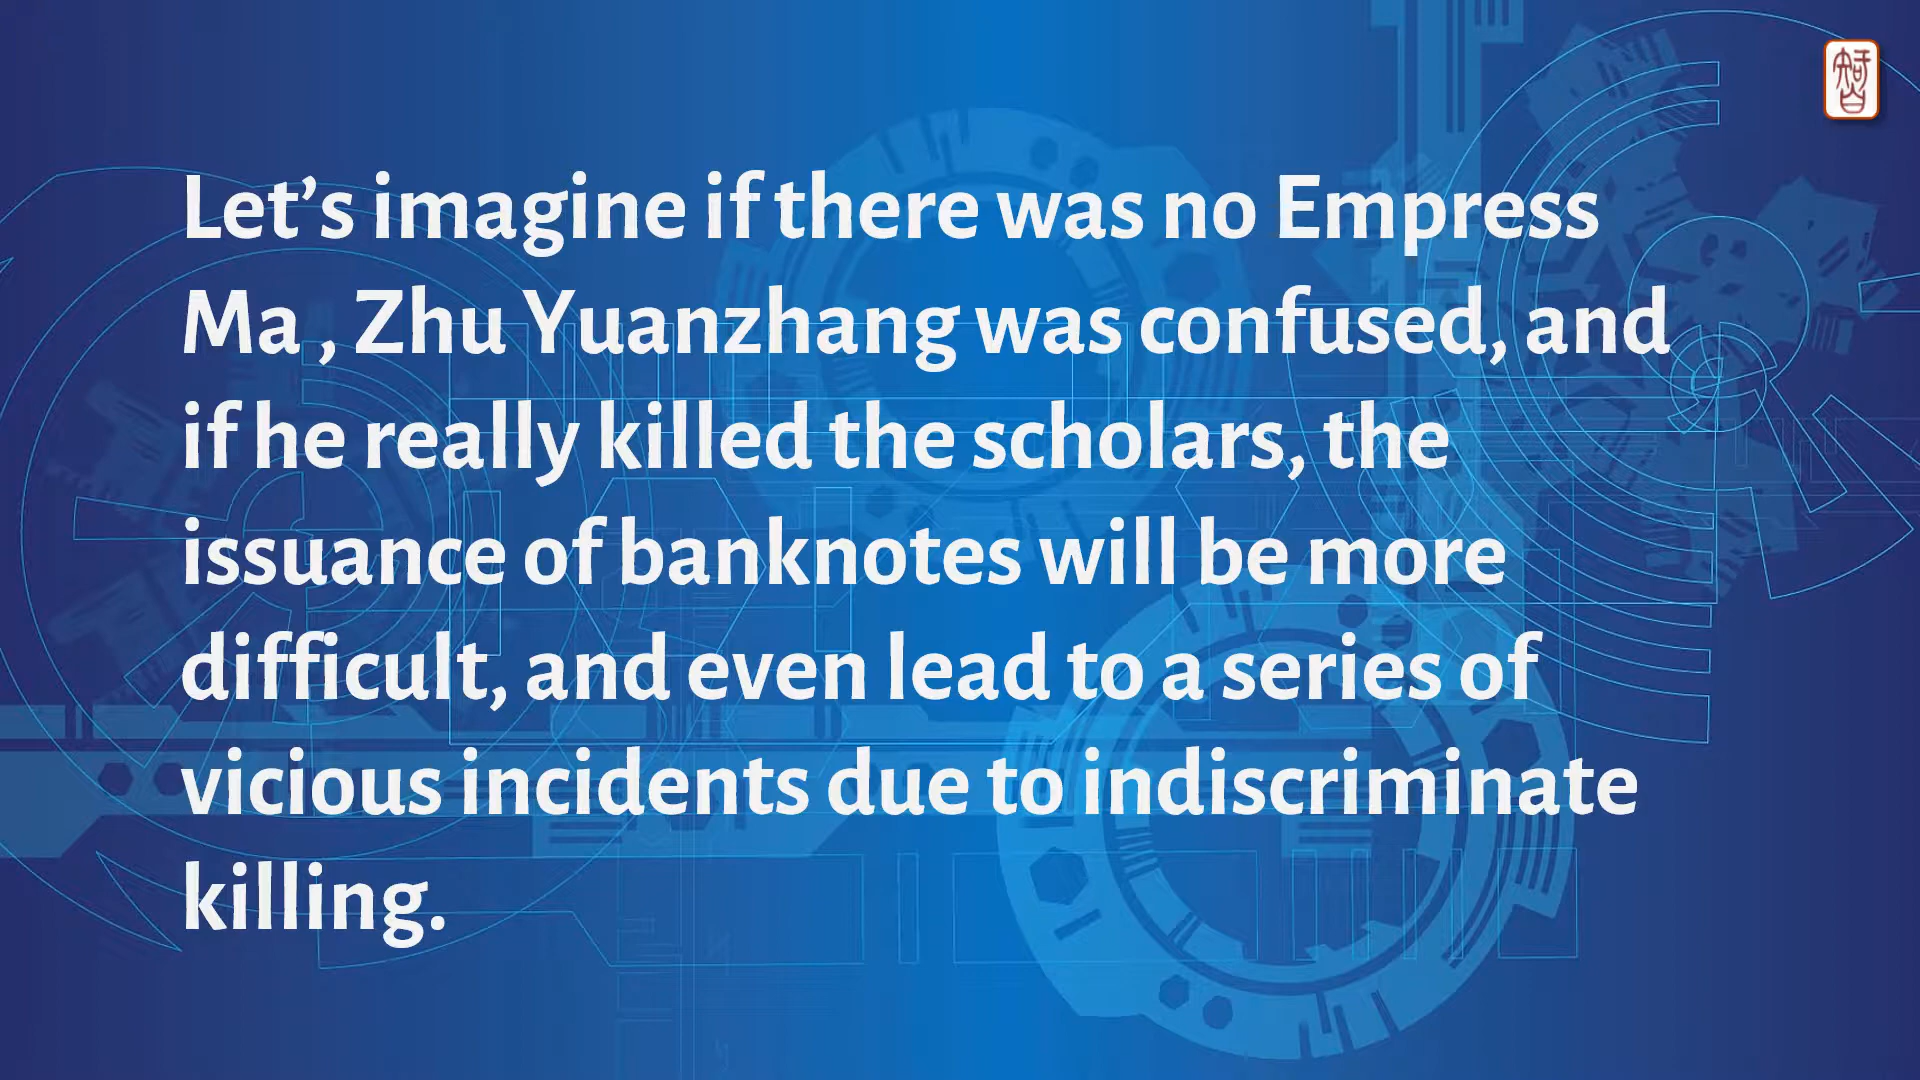 Let’s imagine if there was no Empress
Ma , Zhu Yuanzhang was confused, and
if he really killed the scholars, the
issuance of banknotes will be more
difficult, and even lead to a series of
vicious incidents due to indiscriminate
killing.